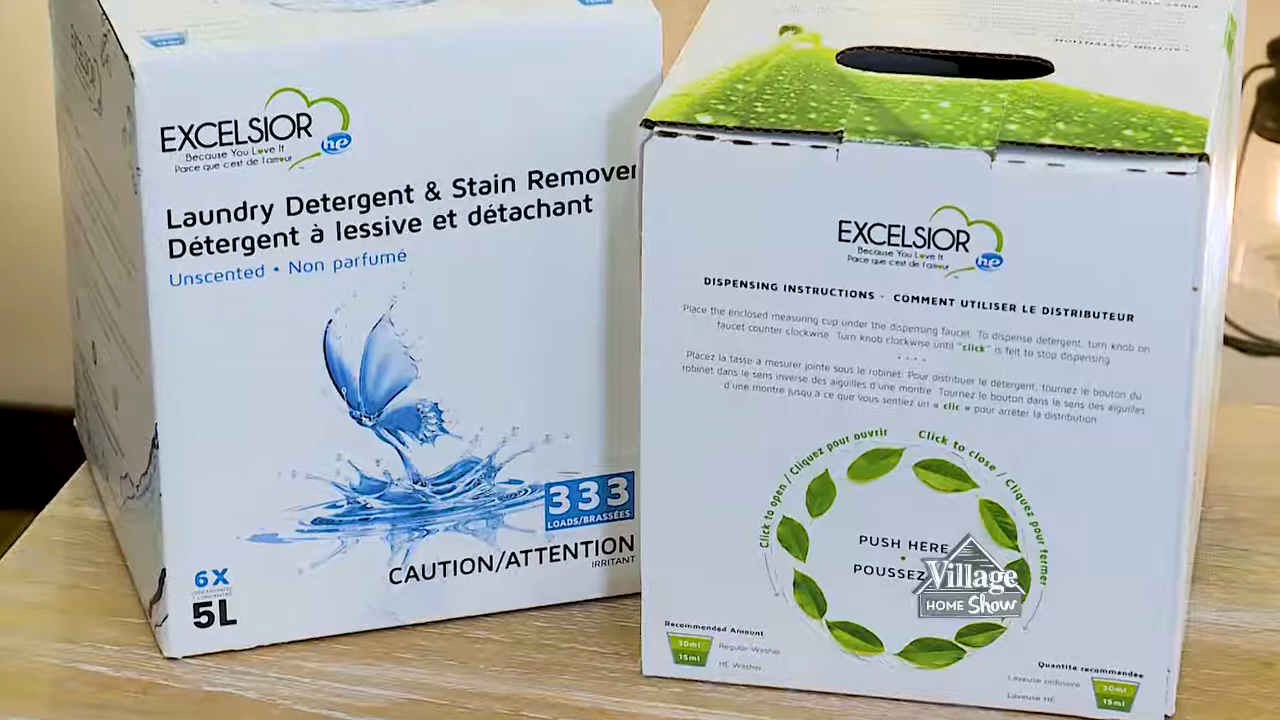 EXCELSIOR
he
Because You Love It
Parce que c'est de l'amour
Laundry Detergent & Stain Remover
Détergent à lessive et détachant
Unscented • Non parfumé
333
LOADS/BRASSÉES
CAUTION/ATTENTION
IRRITANT
6X
5L
EXCELSIOR
EXCELSIOR
he
Because You Love It
Parce que c'est de l'amour
DISPENSING INSTRUCTIONS - COMMENT UTILISER LE DISTRIBUTEUR
Place the enclosed measuring cup under the dispensing faucet. To dispense detergent, turn knob on
faucet counter clockwise. Turn knob clockwise until "click" is felt to stop dispensing.
Placez la tasse a mesurer jointe sous le robinet. Pour distribuer le détergent, tournez le bouton du
robinet dans le sens inverse des aiguilles d'une montre. Tournez le bouton dans le sens des aiguilles
d'une montre jusqu'a ce que vous sentiez un « clic » pour arrêter la distribution.
Click to open / Cliquez pour ouvrir
Click to close / Cliquez pour fermer
PUSH HERE
•
POUSSEZ
Village
HOME Show
Recommended Amount
30ml
Regular Washer
15ml
HE Washer
Quantité recommandée
Laveuse ordinaire
30ml
Laveuse HE
15ml